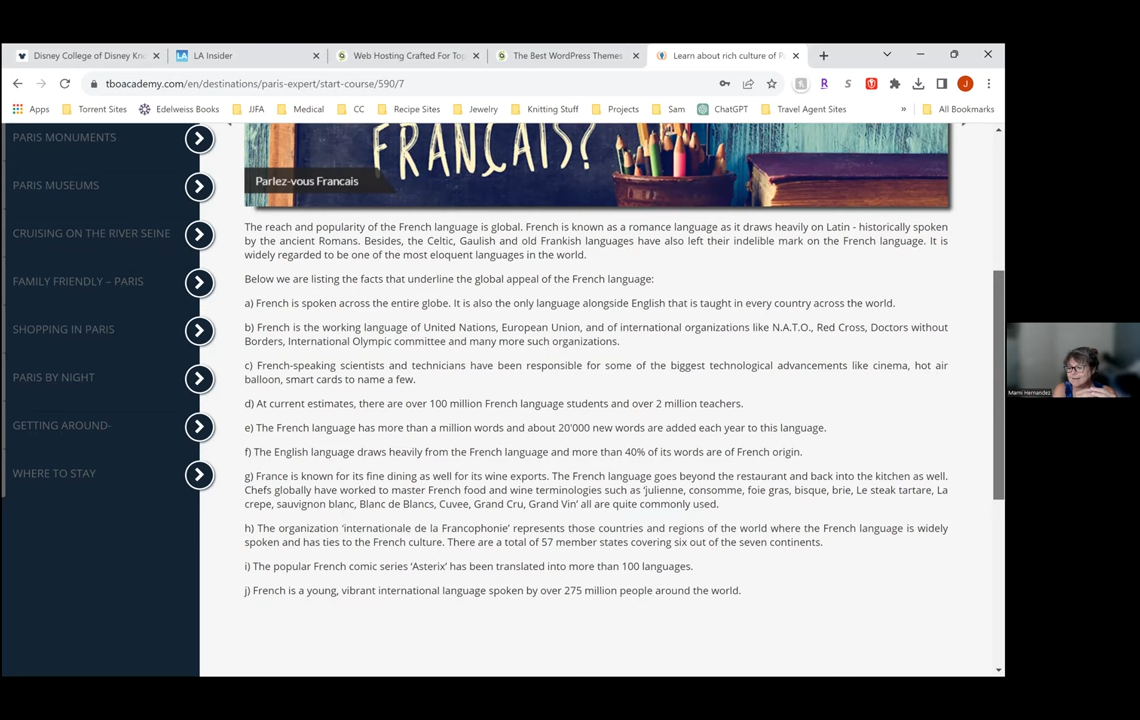 Disney College of Disney Kno
LA Insider
Web Hosting Crafted For Top
The Best WordPress Themes
Learn about rich culture of P
tboacademy.com/en/destinations/paris-expert/start-course/590/7
Apps
Torrent Sites
Edelweiss Books
JJFA
Medical
CC
Recipe Sites
Jewelry
Knitting Stuff
Projects
Sam
ChatGPT
Travel Agent Sites
»
All Bookmarks
PARIS MONUMENTS
PARIS MUSEUMS
CRUISING ON THE RIVER SEINE
FAMILY FRIENDLY – PARIS
SHOPPING IN PARIS
PARIS BY NIGHT
GETTING AROUND-
WHERE TO STAY
FRANÇAIS?
Parlez-vous Francais
The reach and popularity of the French language is global. French is known as a romance language as it draws heavily on Latin - historically spoken
by the ancient Romans. Besides, the Celtic, Gaulish and old Frankish languages have also left their indelible mark on the French language. It is
widely regarded to be one of the most eloquent languages in the world.
Below we are listing the facts that underline the global appeal of the French language:
a) French is spoken across the entire globe. It is also the only language alongside English that is taught in every country across the world.
b) French is the working language of United Nations, European Union, and of international organizations like N.A.T.O., Red Cross, Doctors without
Borders, International Olympic committee and many more such organizations.
c) French-speaking scientists and technicians have been responsible for some of the biggest technological advancements like cinema, hot air
balloon, smart cards to name a few.
d) At current estimates, there are over 100 million French language students and over 2 million teachers.
e) The French language has more than a million words and about 20'000 new words are added each year to this language.
f) The English language draws heavily from the French language and more than 40% of its words are of French origin.
g) France is known for its fine dining as well for its wine exports. The French language goes beyond the restaurant and back into the kitchen as well.
Chefs globally have worked to master French food and wine terminologies such as ‘julienne, consomme, foie gras, bisque, brie, Le steak tartare, La
crepe, sauvignon blanc, Blanc de Blancs, Cuvee, Grand Cru, Grand Vin’ all are quite commonly used.
h) The organization ‘internationale de la Francophonie’ represents those countries and regions of the world where the French language is widely
spoken and has ties to the French culture. There are a total of 57 member states covering six out of the seven continents.
i) The popular French comic series ‘Asterix’ has been translated into more than 100 languages.
j) French is a young, vibrant international language spoken by over 275 million people around the world.
Marni Hernandez